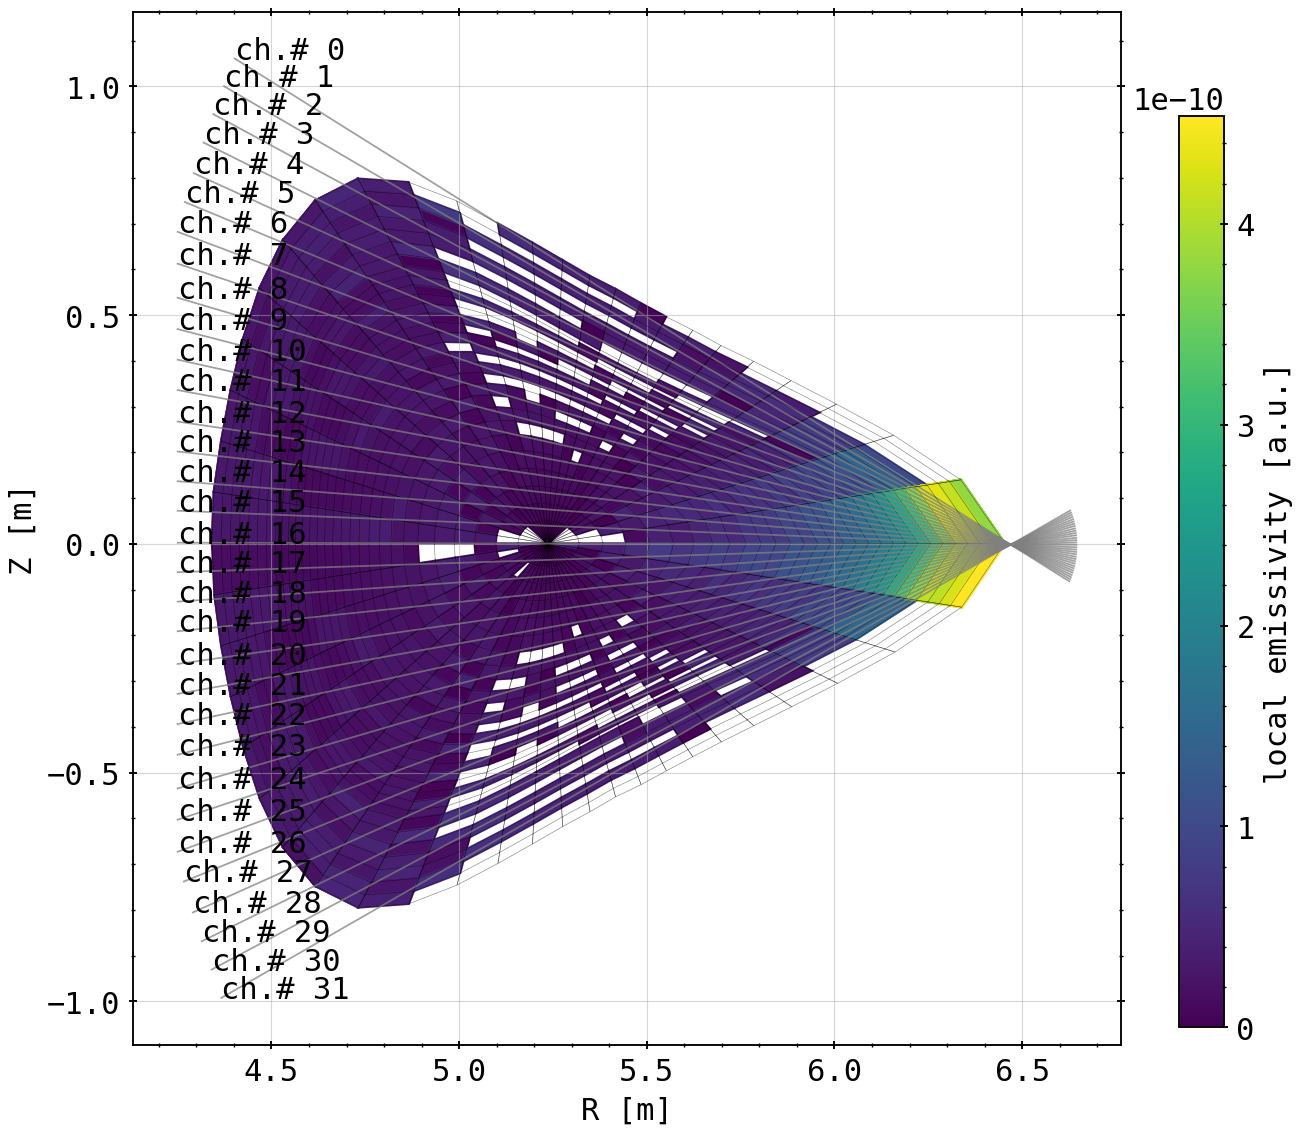 1e−10
ch.# 0
ch.# 1
ch.# 2
ch.# 3
ch.# 4
ch.# 5
ch.# 6
ch.# 7
ch.# 8
ch.# 9
ch.# 10
ch.# 11
ch.# 12
ch.# 13
ch.# 14
ch.# 15
ch.# 16
ch.# 17
ch.# 18
ch.# 19
ch.# 20
ch.# 21
ch.# 22
ch.# 23
ch.# 24
ch.# 25
ch.# 26
ch.# 27
ch.# 28
ch.# 29
ch.# 30
ch.# 31
1.0
0.5
0.0
−0.5
−1.0
Z [m]
4.5 5.0 5.5 6.0 6.5
R [m]
4
3
2
1
0
local emissivity [a.u.]